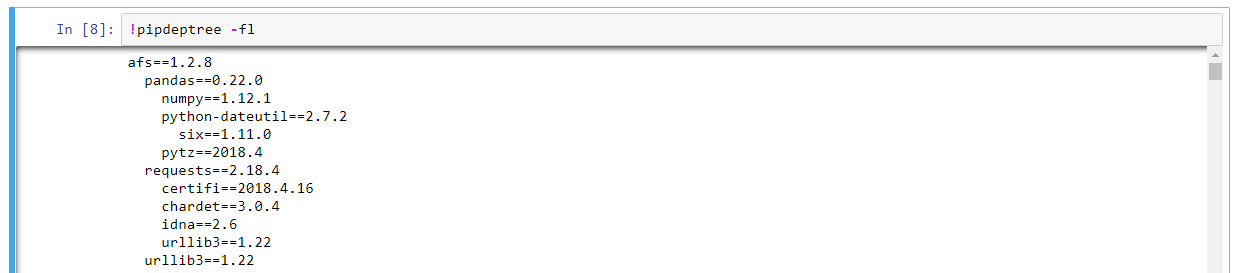 In [8]: !pipdeptree -fl
afs==1.2.8
pandas==0.22.0
numpy==1.12.1
python-dateutil==2.7.2
six==1.11.0
pytz==2018.4
requests==2.18.4
certifi==2018.4.16
chardet==3.0.4
idna==2.6
urllib3==1.22
urllib3==1.22